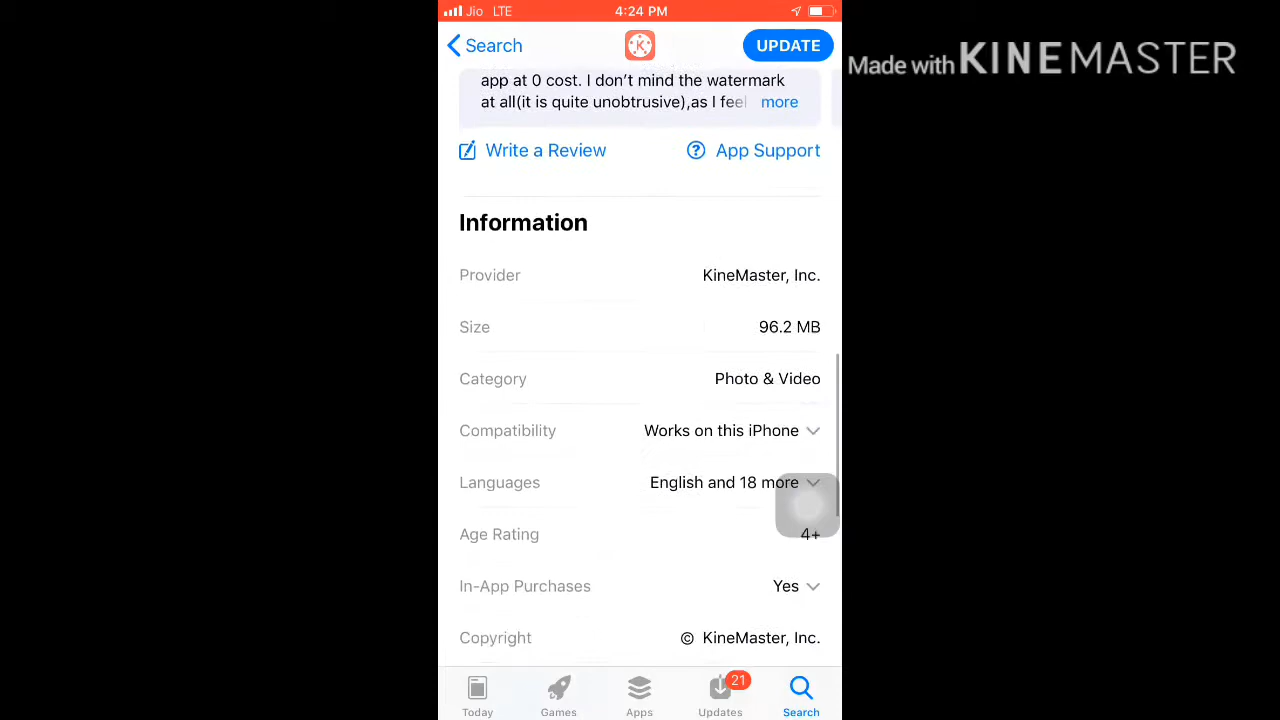 Jio LTE 4:24 PM
Search UPDATE
Made with KINEMASTER
app at 0 cost. I don't mind the watermark
at all(it is quite unobtrusive),as I feel more
Write a Review App Support
Information
Provider KineMaster, Inc.
Size 96.2 MB
Category Photo & Video
Compatibility Works on this iPhone
Languages English and 18 more
Age Rating 4+
In-App Purchases Yes
Copyright © KineMaster, Inc.
21
Today Games Apps Updates Search